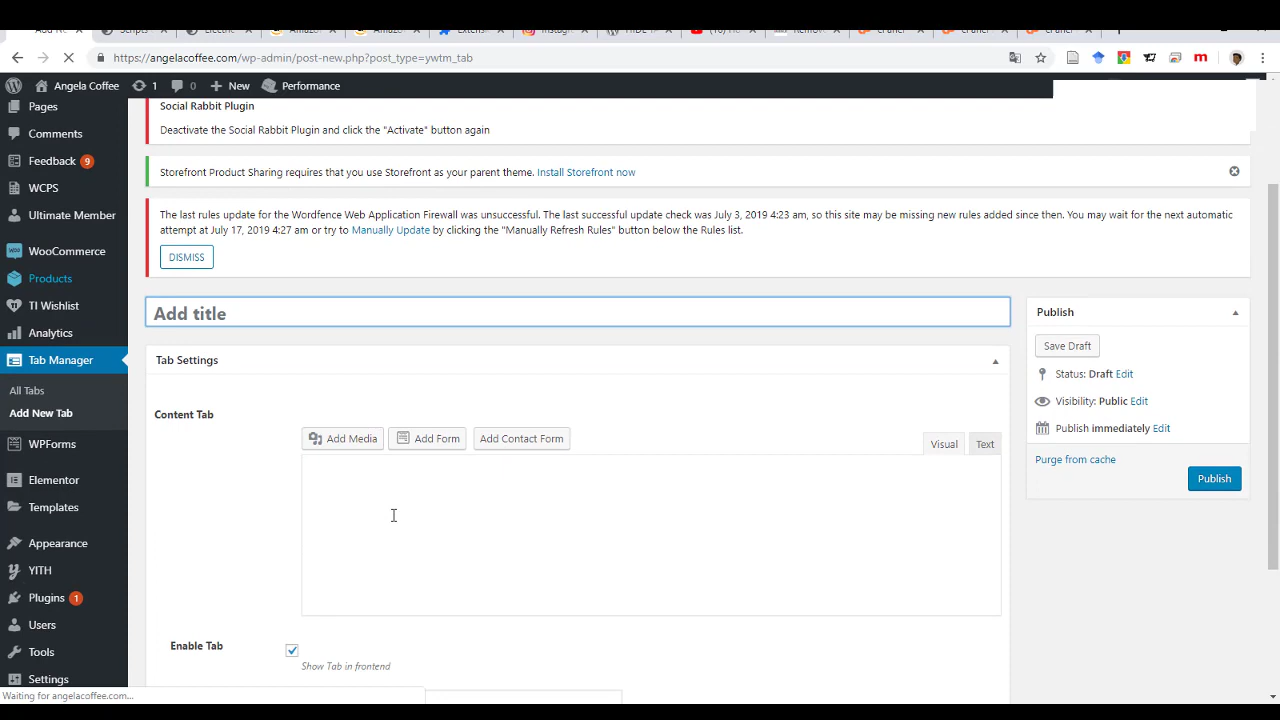 Scripts
Electric
Amazo
Amazo
Extens
Instag
https://angelacoffee.com/wp-admin/post-new.php?post_type=ywtm_tab
Angela Coffee 1 0 New Performance
Pages
Comments
Feedback 9
WCPS
Ultimate Member
WooCommerce
Products
TI Wishlist
Analytics
Tab Manager
All Tabs
Add New Tab
WPForms
Elementor
Templates
Appearance
YITH
Plugins 1
Users
Tools
Settings
Social Rabbit Plugin
Deactivate the Social Rabbit Plugin and click the "Activate" button again
Storefront Product Sharing requires that you use Storefront as your parent theme. Install Storefront now
The last rules update for the Wordfence Web Application Firewall was unsuccessful. The last successful update check was July 3, 2019 4:23 am, so this site may be missing new rules added since then. You may wait for the next automatic
attempt at July 17, 2019 4:27 am or try to Manually Update by clicking the "Manually Refresh Rules" button below the Rules list.
DISMISS
Add title
Tab Settings
Content Tab
Add Media Add Form Add Contact Form
Visual Text
Enable Tab
Show Tab in frontend
Publish
Save Draft
Status: Draft Edit
Visibility: Public Edit
Publish immediately Edit
Purge from cache
Publish
Waiting for angelacoffee.com...